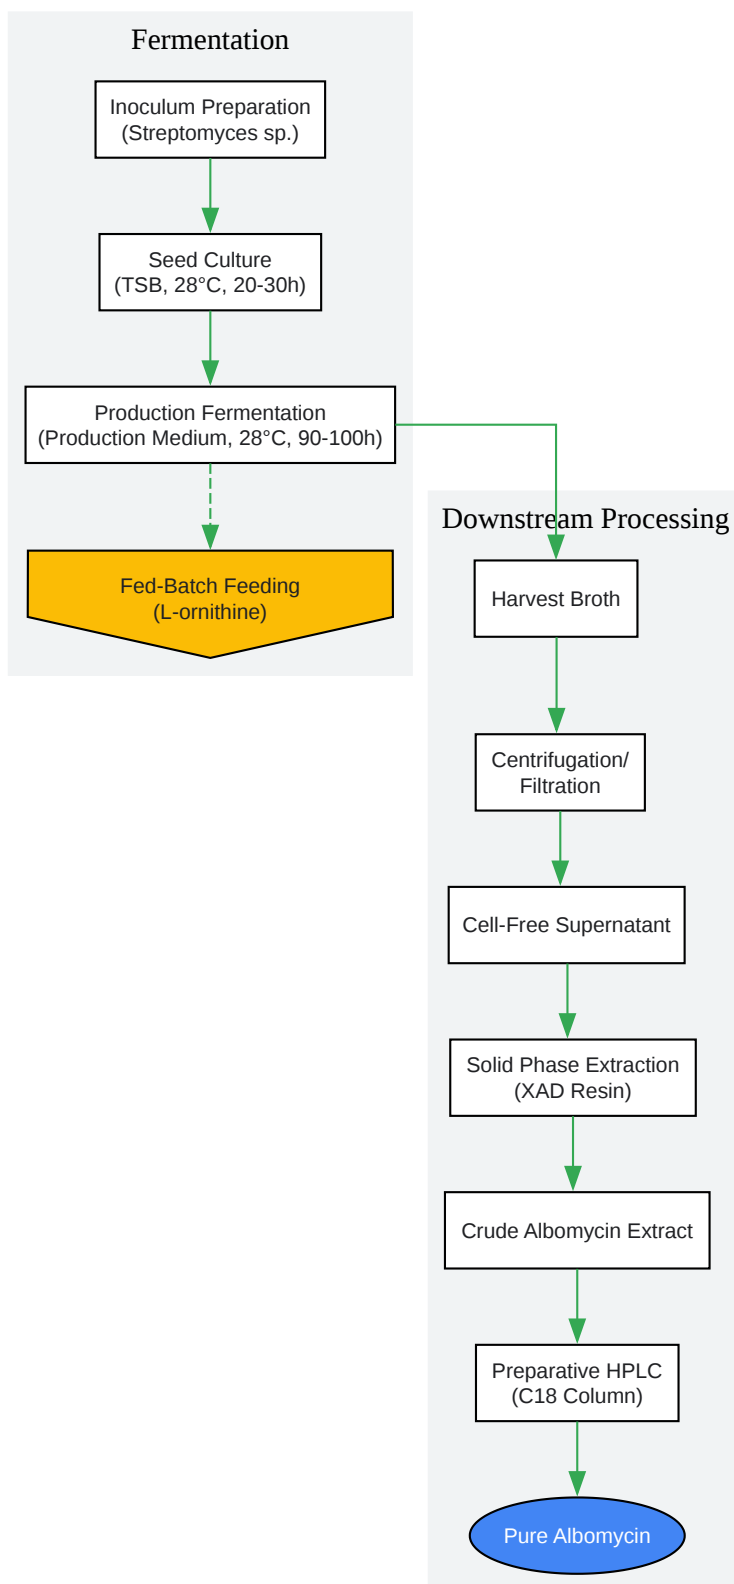 Fermentation
Inoculum Preparation
(Streptomyces sp.)
Seed Culture
(TSB, 28°C, 20-30h)
Production Fermentation
(Production Medium, 28°C, 90-100h)
Fed-Batch Feeding
(L-ornithine)
Downstream Processing
Harvest Broth
Centrifugation/
Filtration
Cell-Free Supernatant
Solid Phase Extraction
(XAD Resin)
Crude Albomycin Extract
Preparative HPLC
(C18 Column)
Pure Albomycin